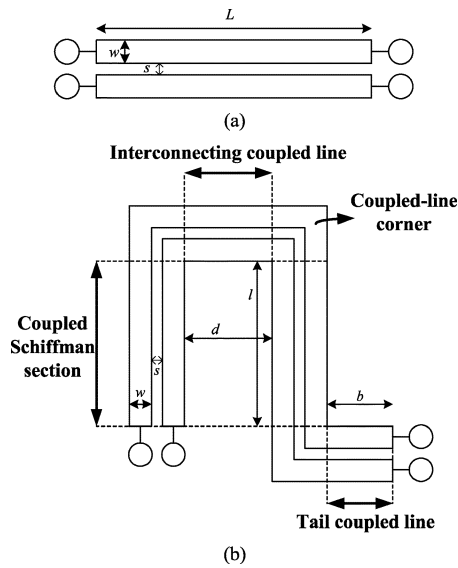 L
w
s
(a)
Interconnecting coupled line
Coupled-line
corner
l
Coupled
Schiffman
section
d
w
s
b
Tail coupled line
(b)